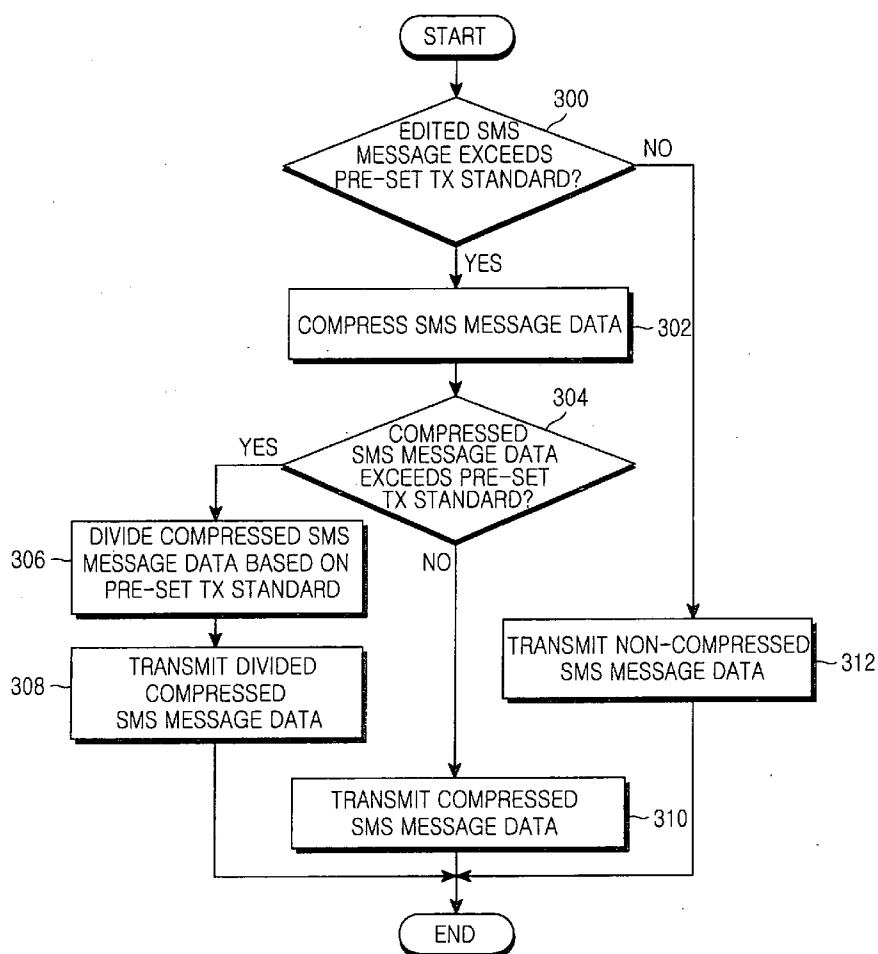 START
300
EDITED SMS
MESSAGE EXCEEDS
PRE-SET TX STANDARD?
NO
YES
COMPRESS SMS MESSAGE DATA
302
304
COMPRESSED
SMS MESSAGE DATA
EXCEEDS PRE-SET
TX STANDARD?
YES
NO
306
DIVIDE COMPRESSED SMS
MESSAGE DATA BASED ON
PRE-SET TX STANDARD
308
TRANSMIT DIVIDED
COMPRESSED
SMS MESSAGE DATA
TRANSMIT NON-COMPRESSED
SMS MESSAGE DATA
312
TRANSMIT COMPRESSED
SMS MESSAGE DATA
310
END